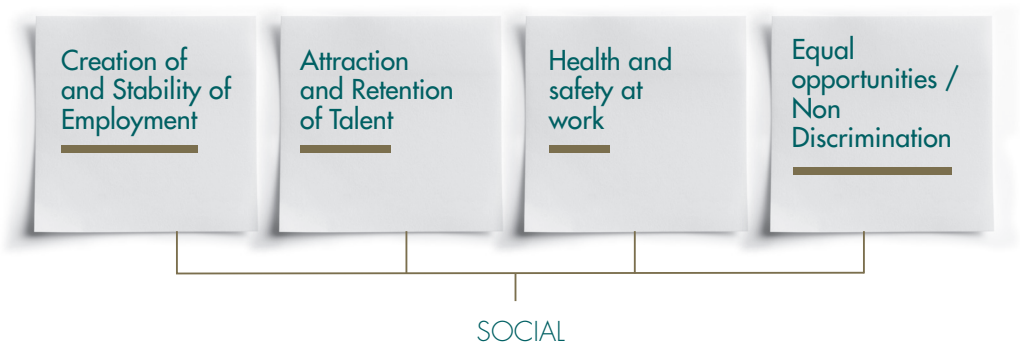 Creation of
and Stability of
Employment
Attraction
and Retention
of Talent
Health and
safety at
work
Equal
opportunities /
Non
Discrimination
SOCIAL